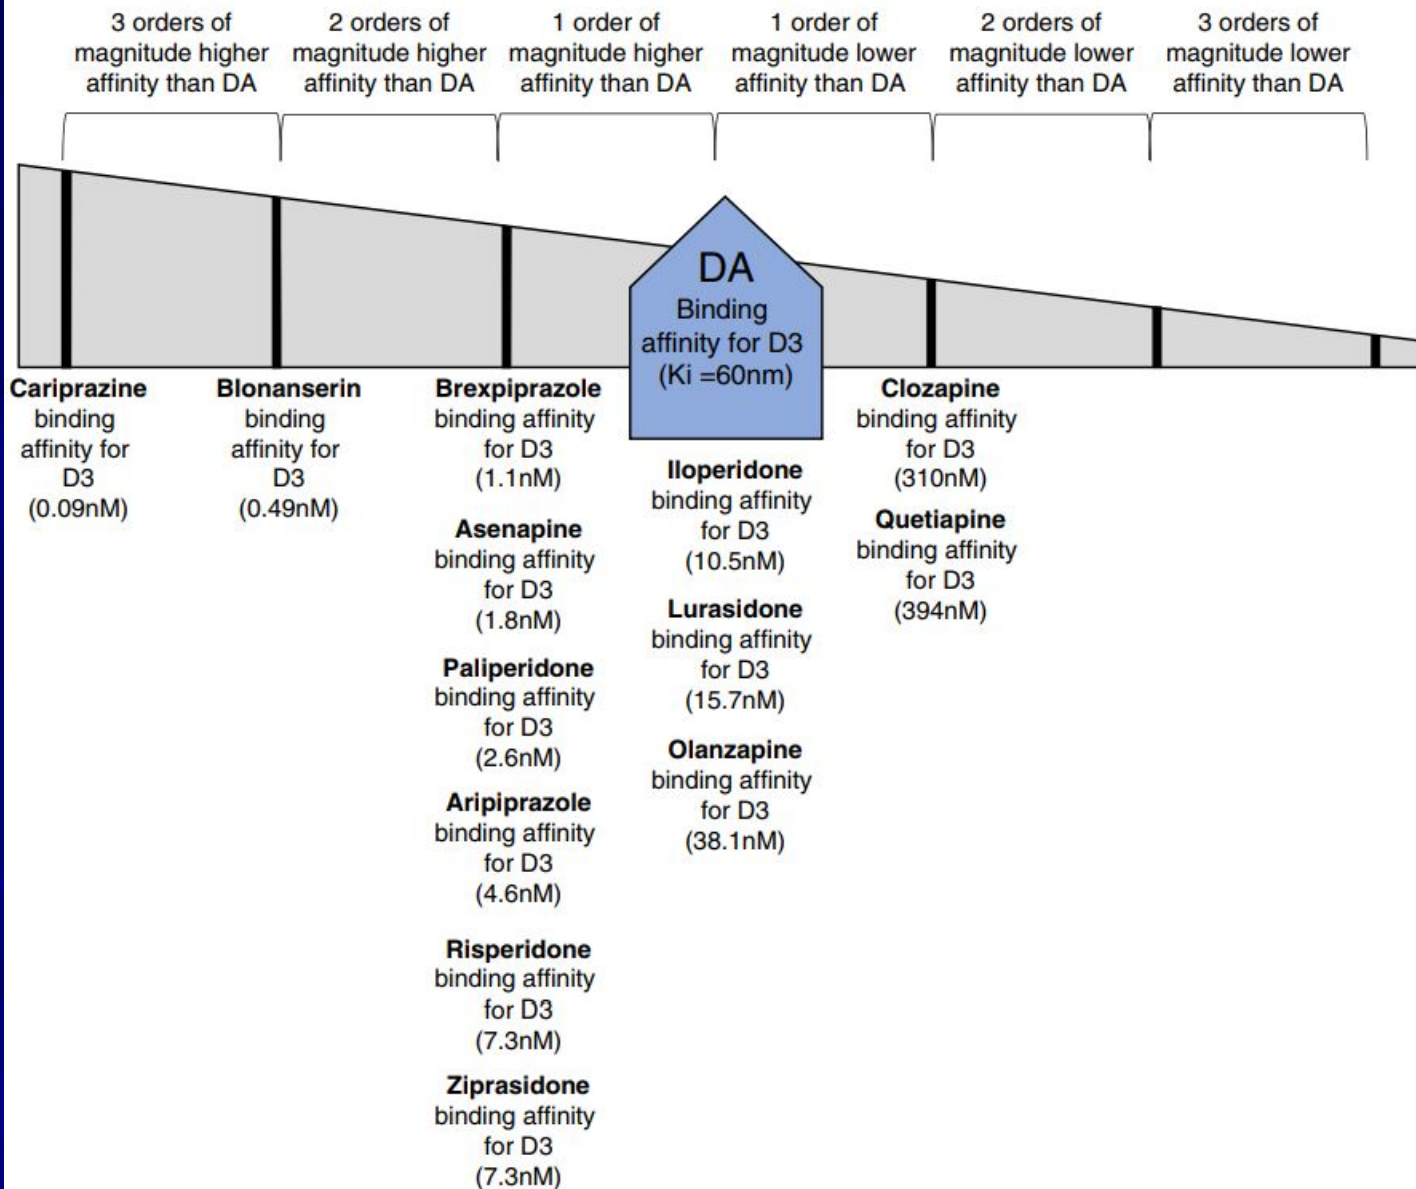 3 orders of
magnitude higher
affinity than DA
2 orders of
magnitude higher
affinity than DA
1 order of
magnitude higher
affinity than DA
1 order of
magnitude lower
affinity than DA
2 orders of
magnitude lower
affinity than DA
3 orders of
magnitude lower
affinity than DA
DA
Binding
affinity for D3
(Ki =60nm)
Cariprazine
binding
affinity for
D3
(0.09nM)
Blonanserin
binding
affinity for
D3
(0.49nM)
Brexpiprazole
binding affinity
for D3
(1.1nM)
Asenapine
binding affinity
for D3
(1.8nM)
Paliperidone
binding affinity
for D3
(2.6nM)
Aripiprazole
binding affinity
for D3
(4.6nM)
Risperidone
binding affinity
for D3
(7.3nM)
Ziprasidone
binding affinity
for D3
(7.3nM)
Iloperidone
binding affinity
for D3
(10.5nM)
Lurasidone
binding affinity
for D3
(15.7nM)
Olanzapine
binding affinity
for D3
(38.1nM)
Clozapine
binding affinity
for D3
(310nM)
Quetiapine
binding affinity
for D3
(394nM)